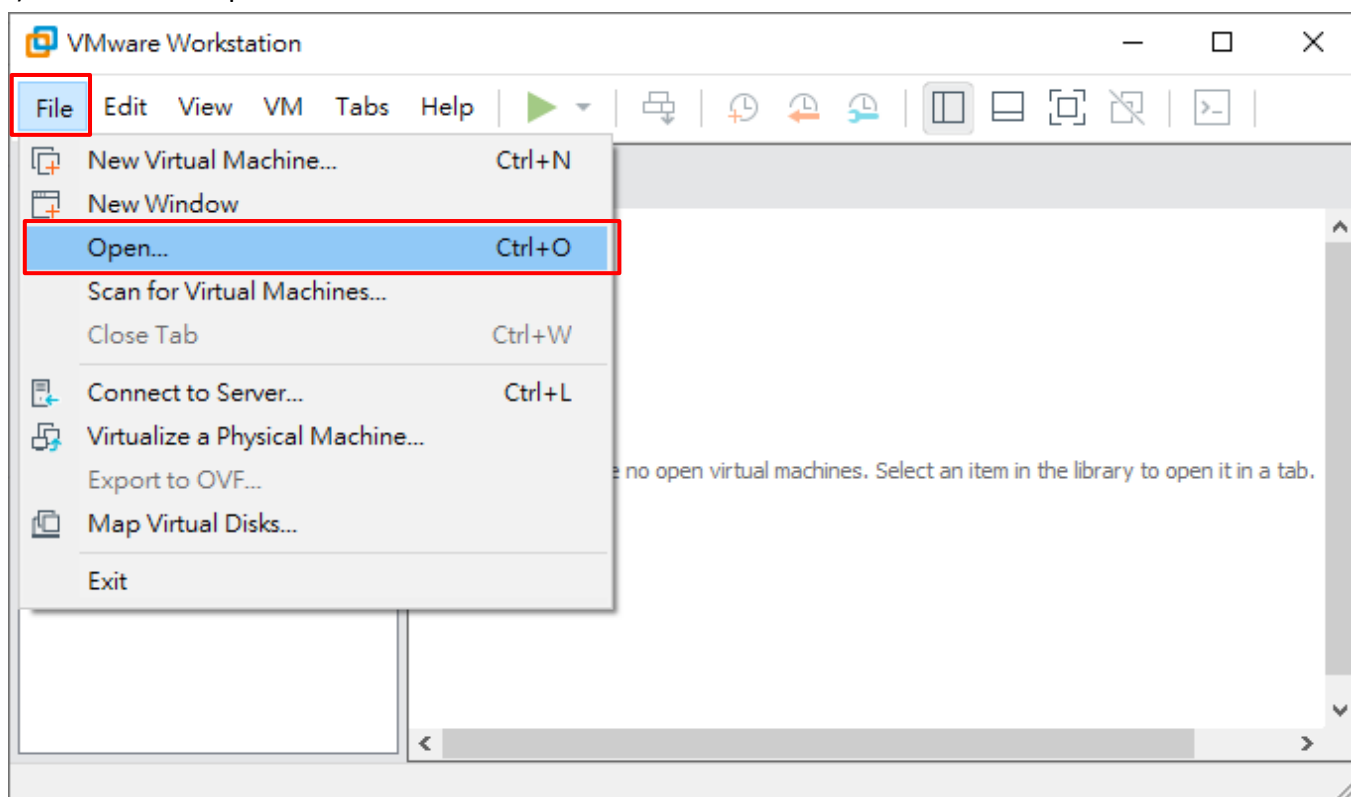 VMware Workstation
File Edit View VM Tabs Help
New Virtual Machine... Ctrl+N
New Window
Open... Ctrl+O
Scan for Virtual Machines...
Close Tab Ctrl+W
Connect to Server... Ctrl+L
Virtualize a Physical Machine...
Export to OVF...
Map Virtual Disks...
Exit
no open virtual machines. Select an item in the library to open it in a tab.